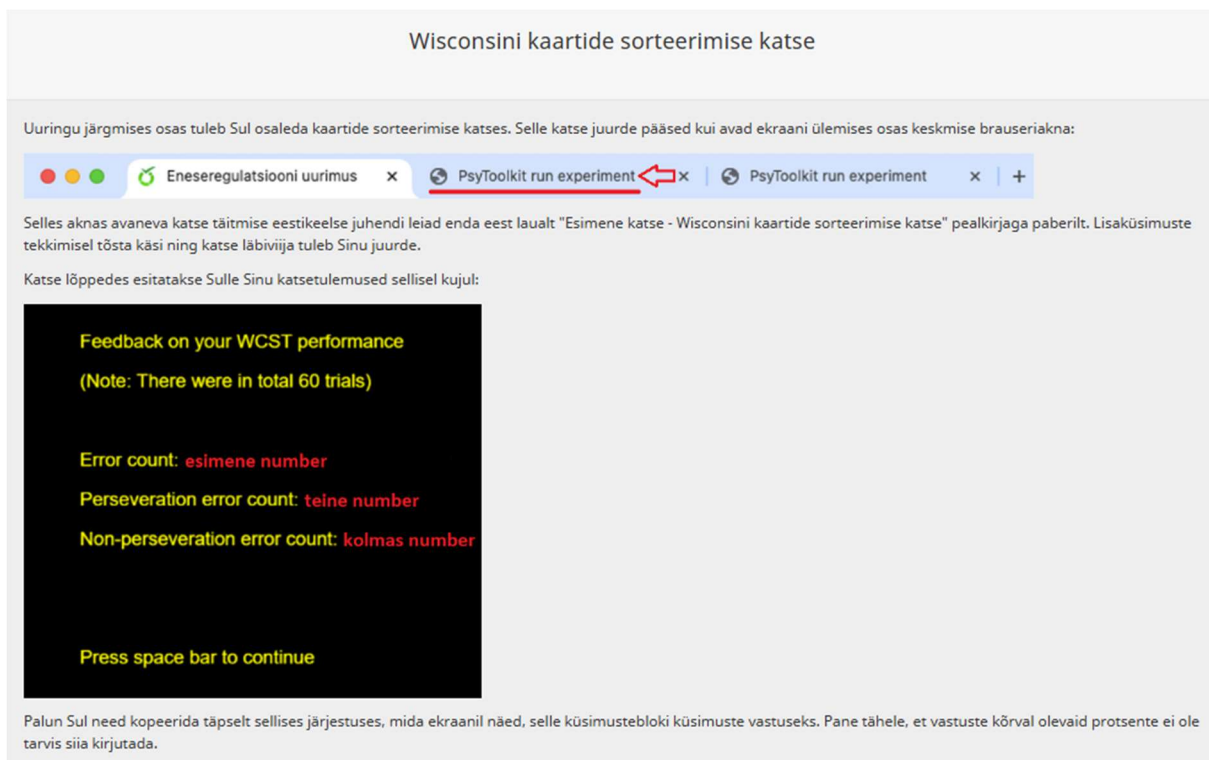 Wisconsini kaartide sorteerimise katse
Uuringu järgmises osas tuleb Sul osaleda kaartide sorteerimise katses. Selle katse juurde pääsed kui avad ekraani ülemises osas keskmise brauseriakna:
Eneseregulatsiooni uurimus × PsyToolkit run experiment × PsyToolkit run experiment × +
Selles aknas avaneva katse täitmise eestikeelse juhendi leiad enda eest laualt "Esimene katse - Wisconsini kaartide sorteerimise katse" pealkirjaga paberilt. Lisaküsimuste
tekkimisel tõsta käsi ning katse läbiviija tuleb Sinu juurde.
Katse lõppedes esitatakse Sulle Sinu katsetulemused sellisel kujul:
Feedback on your WCST performance
(Note: There were in total 60 trials)
Error count: esimene number
Perseveration error count: teine number
Non-perseveration error count: kolmas number
Press space bar to continue
Palun Sul need kopeerida täpselt sellises järjestuses, mida ekraanil näed, selle küsimustebloki küsimuste vastuseks. Pane tähele, et vastuste kõrval olevaid protsente ei ole
tarvis siia kirjutada.